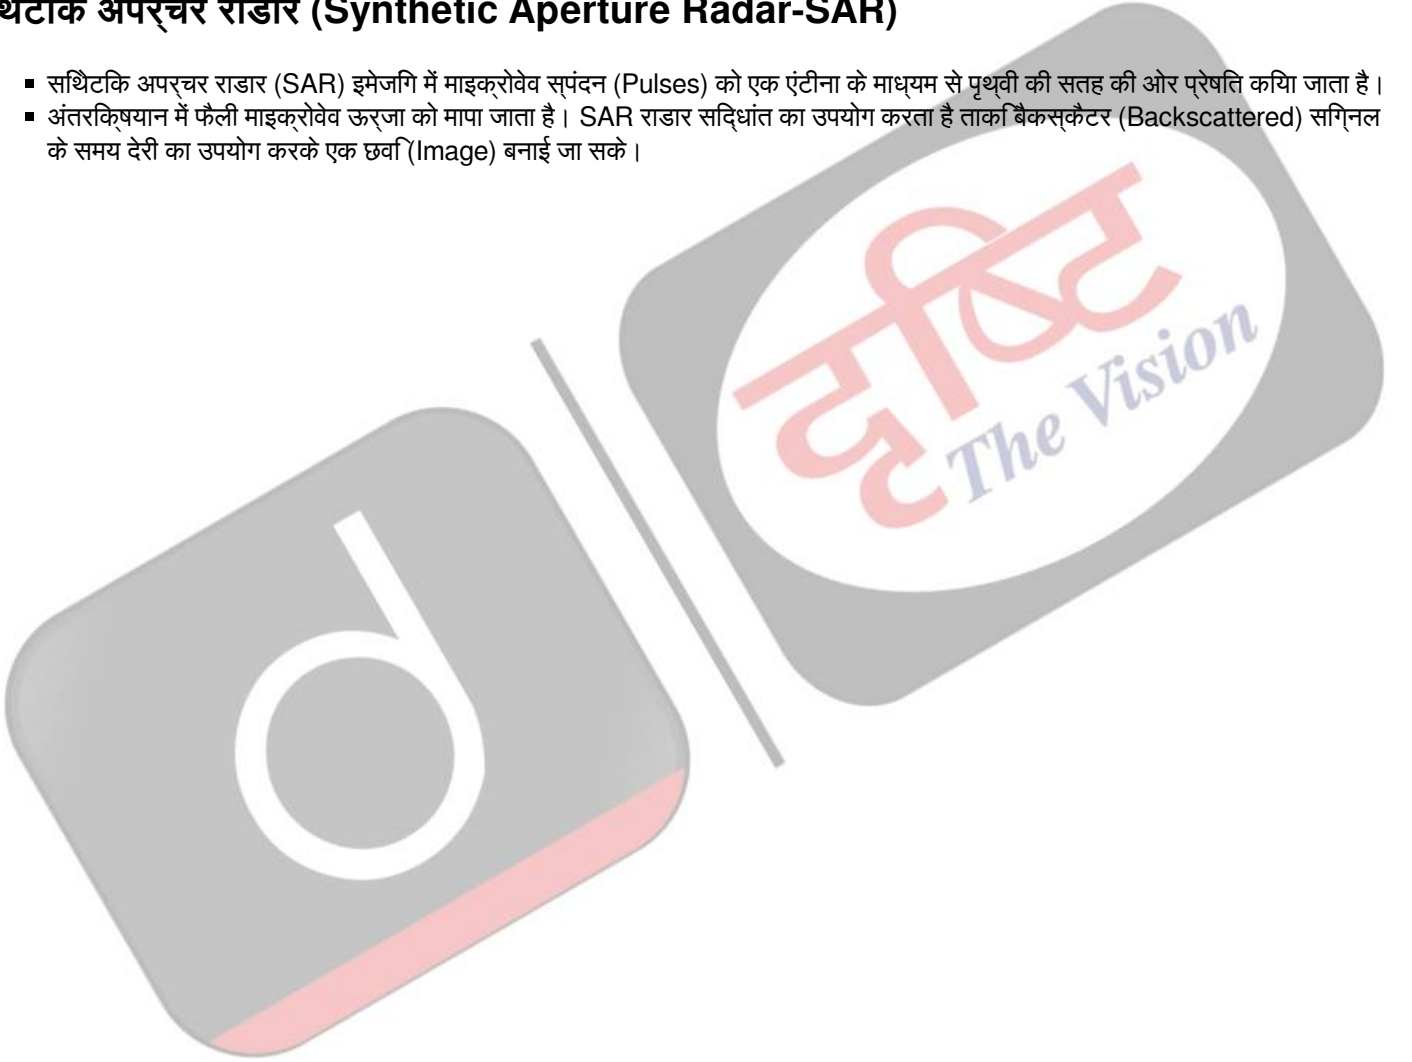 थेटिक अपर्चर राडार (Synthetic Aperture Radar-SAR)
सिंथेटिक अपर्चर राडार (SAR) इमेजिंग में माइक्रोवेव स्पंदन (Pulses) को एक एंटीना के माध्यम से पृथ्वी की सतह की ओर प्रेषित किया जाता है।
अंतरिक्षयान में फैली माइक्रोवेव ऊर्जा को मापा जाता है। SAR राडार सिद्धांत का उपयोग करता है ताकि बैकस्कैटर (Backscattered) सिग्नल
के समय देरी का उपयोग करके एक छवि (Image) बनाई जा सके।
दृष्टि
The Vision
d